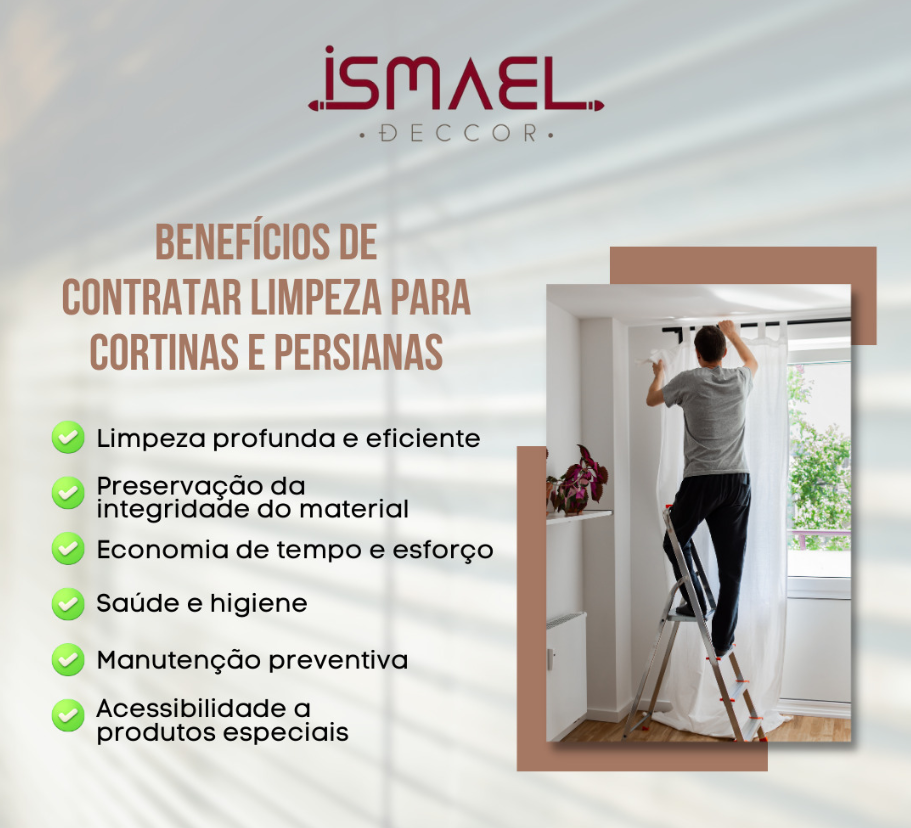 ISMAEL
• DECCOR •
BENEFÍCIOS DE
CONTRATAR LIMPEZA PARA
CORTINAS E PERSIANAS
Limpeza profunda e eficiente
Preservação da
integridade do material
Economia de tempo e esforço
Saúde e higiene
Manutenção preventiva
Acessibilidade a
produtos especiais